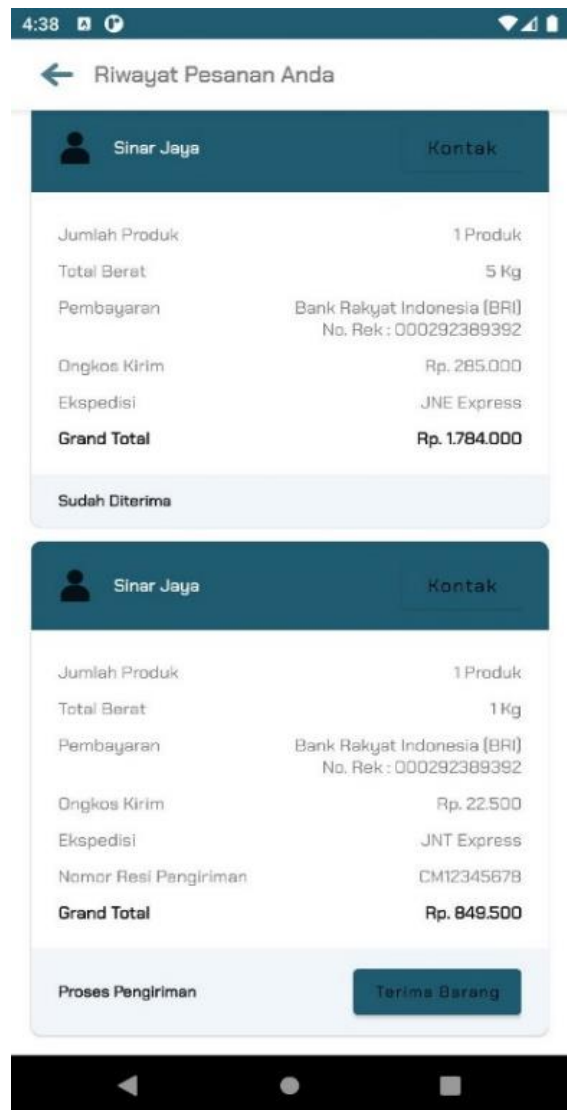 4:38
Riwayat Pesanan Anda
Sinar Jaya
Kontak
Jumlah Produk 1 Produk
Total Berat 5 Kg
Pembayaran Bank Rakyat Indonesia (BRI)
No. Rek : 000292389392
Ongkos Kirim Rp. 285.000
Ekspedisi JNE Express
Grand Total Rp. 1.784.000
Sudah Diterima
Sinar Jaya
Kontak
Jumlah Produk 1 Produk
Total Berat 1 Kg
Pembayaran Bank Rakyat Indonesia (BRI)
No. Rek : 000292389392
Ongkos Kirim Rp. 22.500
Ekspedisi JNT Express
Nomor Resi Pengiriman CM12345678
Grand Total Rp. 849.500
Proses Pengiriman
Terima Barang